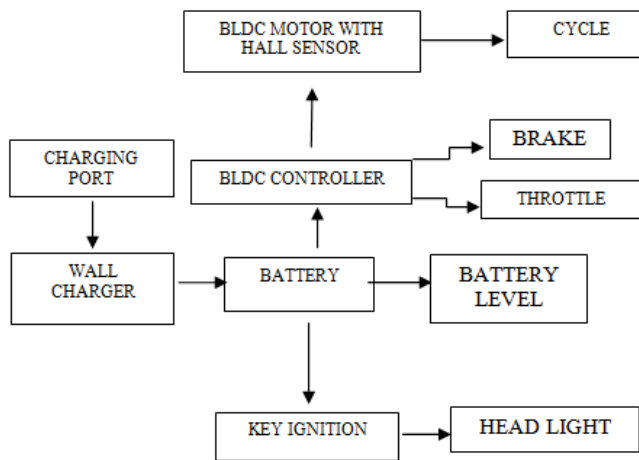 BLDC MOTOR WITH
HALL SENSOR
CYCLE
BRAKE
CHARGING
PORT
BLDC CONTROLLER
THROTTLE
WALL
CHARGER
BATTERY
BATTERY
LEVEL
KEY IGNITION
HEAD LIGHT